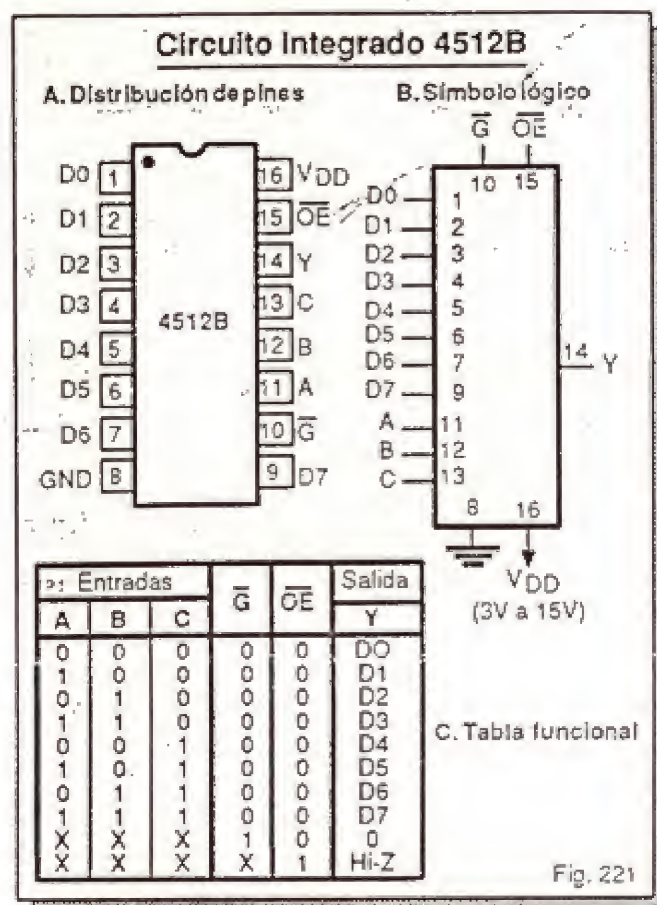 Circuito Integrado 4512B
A. Distribución de pines
D0 1
D1 2
D2 3
D3 4
D4 5
D5 6
D6 7
GND 8
4512B
16 VDD
15 OE
14 Y
13 C
12 B
11 A
10 G
9 D7
B. Símbolo lógico
G OE
10 15
D0 1
D1 2
D2 3
D3 4
D4 5
D5 6
D6 7
D7 9
A 11
B 12
C 13
14 Y
8 16
VDD
(3V a 15V)
Entradas G OE Salida
A B C Y
0 0 0 0 0 D0
1 0 0 0 0 D1
0 1 0 0 0 D2
1 1 0 0 0 D3
0 0 1 0 0 D4
1 0 1 0 0 D5
0 1 1 0 0 D6
1 1 1 0 0 D7
X X X 1 0 0
X X X X 1 Hi-Z
C. Tabla funcional
Fig. 221